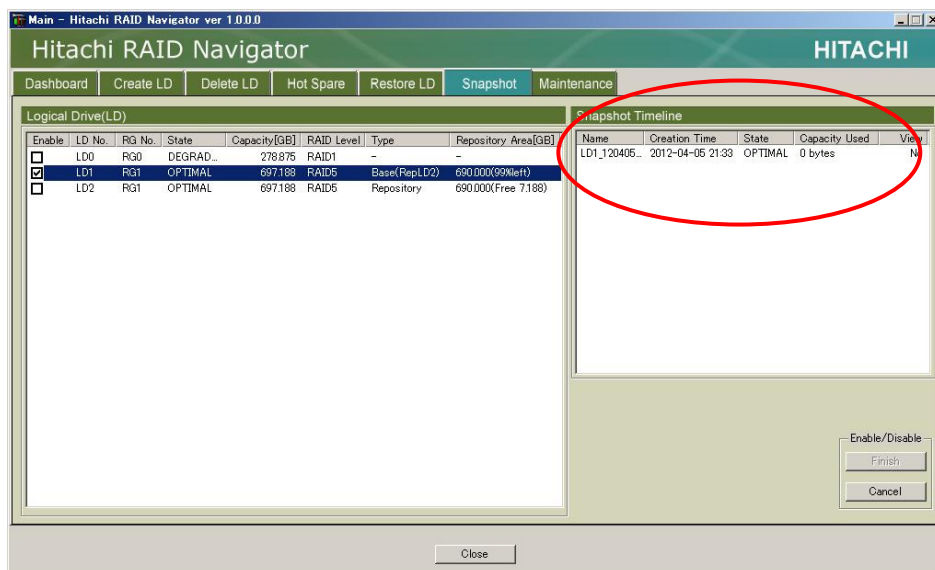 Main - Hitachi RAID Navigator ver 1.0.0.0
Hitachi RAID Navigator HITACHI
Dashboard Create LD Delete LD Hot Spare Restore LD Snapshot Maintenance
Logical Drive(LD)
Enable LD No. RG No. State Capacity[GB] RAID Level Type Repository Area[GB]
LD0 RG0 DEGRAD... 278.875 RAID1 - -
LD1 RG1 OPTIMAL 697.188 RAID5 Base(RepLD2) 690.000(99%left)
LD2 RG1 OPTIMAL 697.188 RAID5 Repository 690.000(Free 7.188)
Snapshot Timeline
Name Creation Time State Capacity Used View
LD1_120405... 2012-04-05 21:33 OPTIMAL 0 bytes No
Enable/Disable
Finish
Cancel
Close